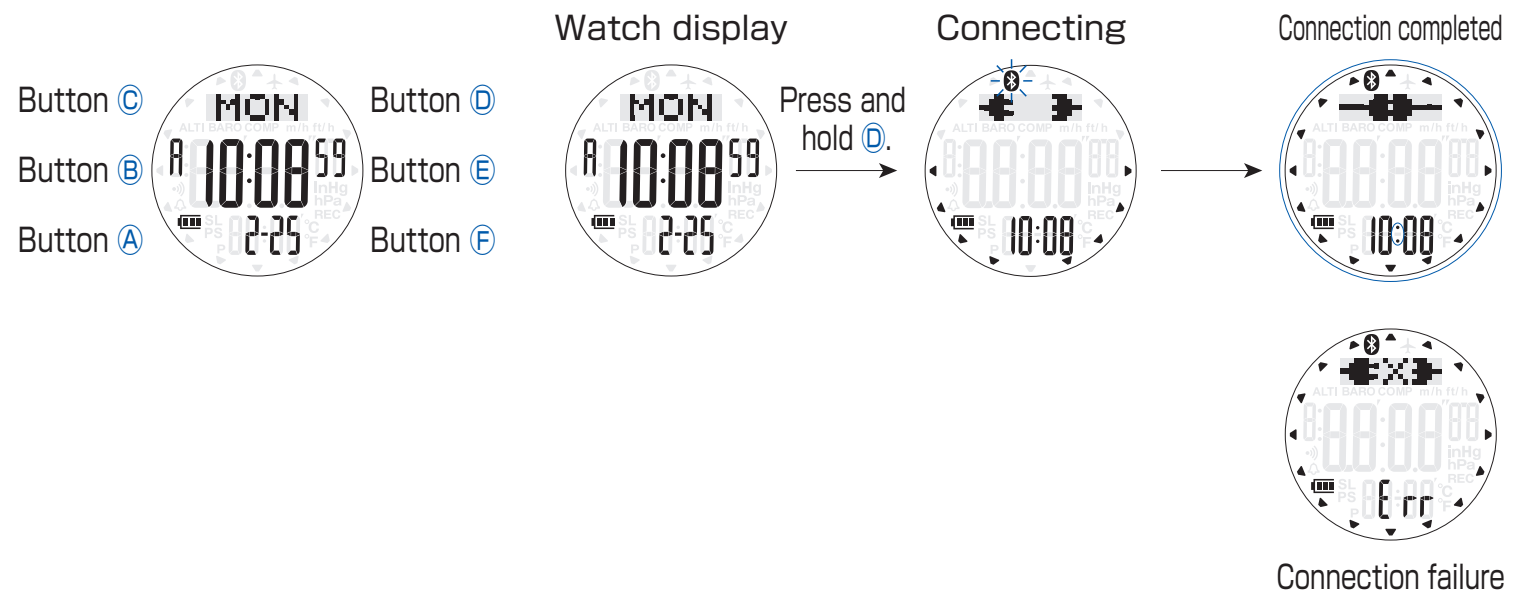 Watch display
Connecting
Connection completed
Button Ⓒ
Button Ⓑ
Button Ⓐ
MON
ALTI BARO COMP m/h ft/h
A 10:08 59
InHg
hPa
SL
PS
REC
P
2-25
°C
°F
Button Ⓓ
Button Ⓔ
Button Ⓕ
MON
ALTI BARO COMP m/h ft/h
A 10:08 59
InHg
hPa
SL
PS
REC
P
2-25
°C
°F
Press and
hold Ⓓ.
ALTI BARO COMP m/h ft/h
InHg
hPa
SL
PS
REC
P
10:08
°C
°F
ALTI BARO COMP m/h ft/h
inHg
hPa
SL
PS
REC
P
10:08
°C
°F
ALTI BARO COMP m/h ft/h
inHg
hPa
SL
PS
REC
P
Err
°C
°F
Connection failure